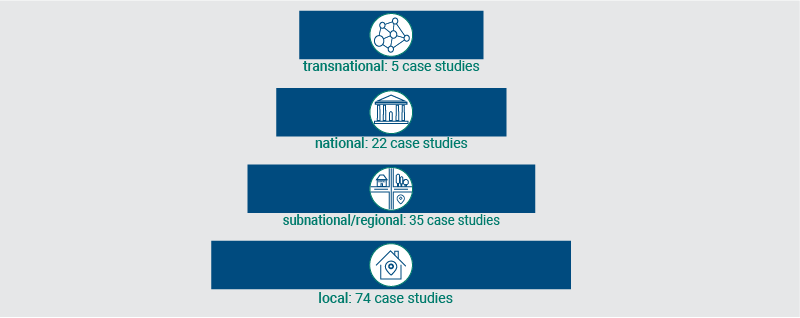 transnational: 5 case studies
national: 22 case studies
subnational/regional: 35 case studies
local: 74 case studies